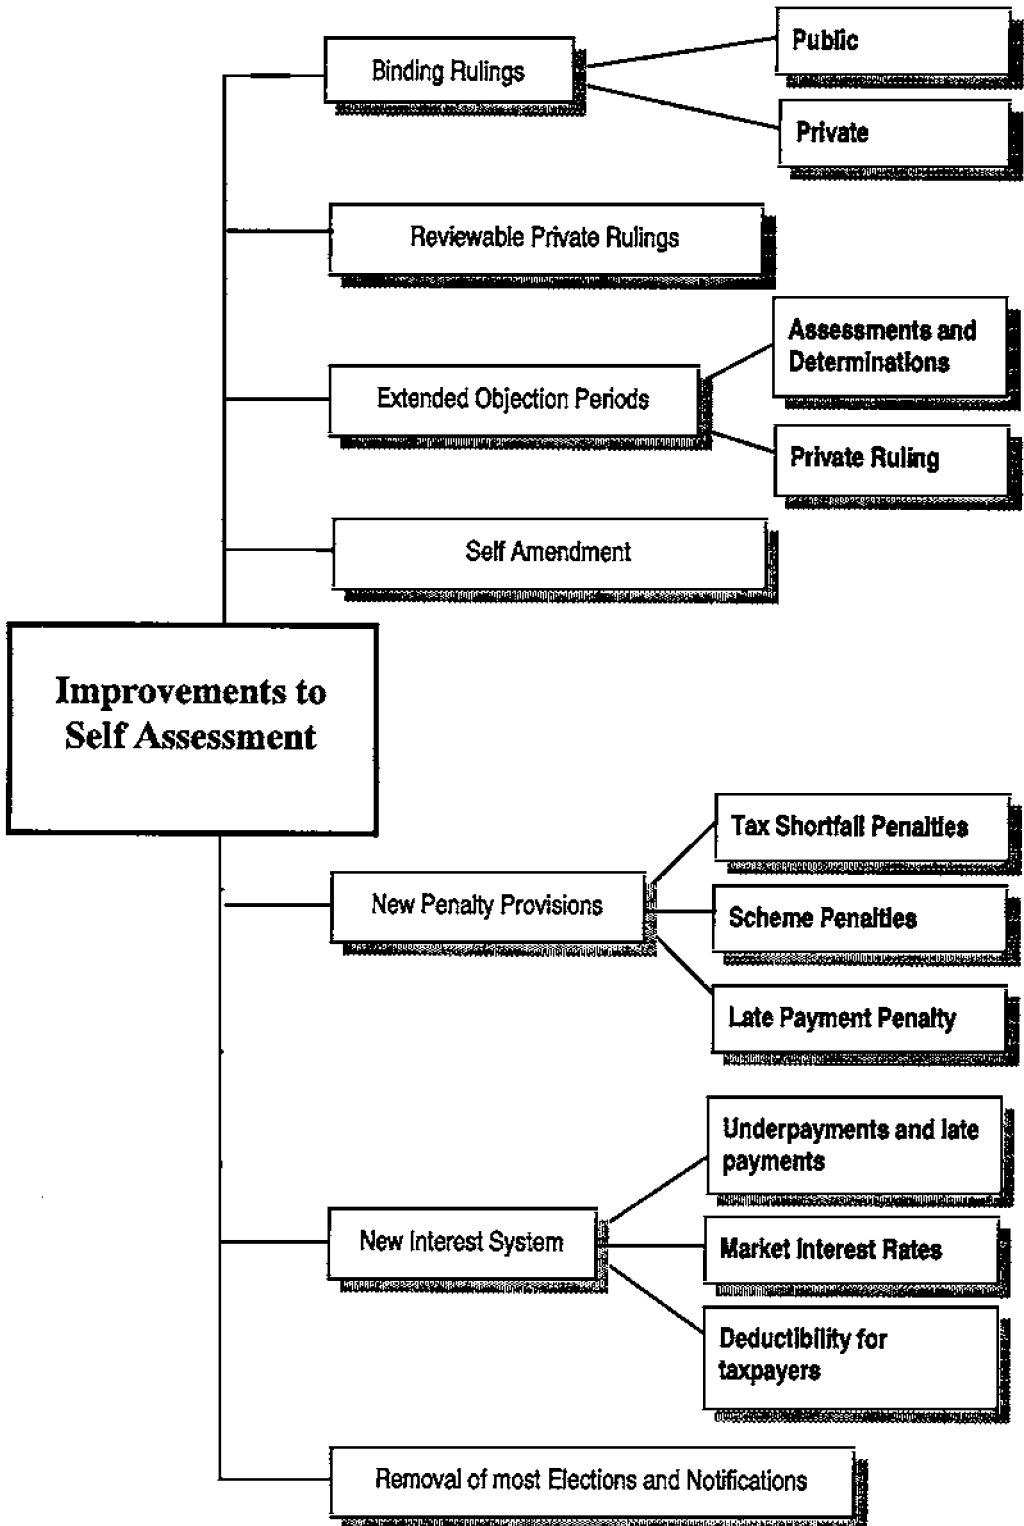 Binding Rulings
Public
Private
Reviewable Private Rulings
Extended Objection Periods
Assessments and
Determinations
Private Ruling
Self Amendment
Improvements to
Self Assessment
New Penalty Provisions
Tax Shortfall Penalties
Scheme Penalties
Late Payment Penalty
New Interest System
Underpayments and late
payments
Market Interest Rates
Deductibility for
taxpayers
Removal of most Elections and Notifications